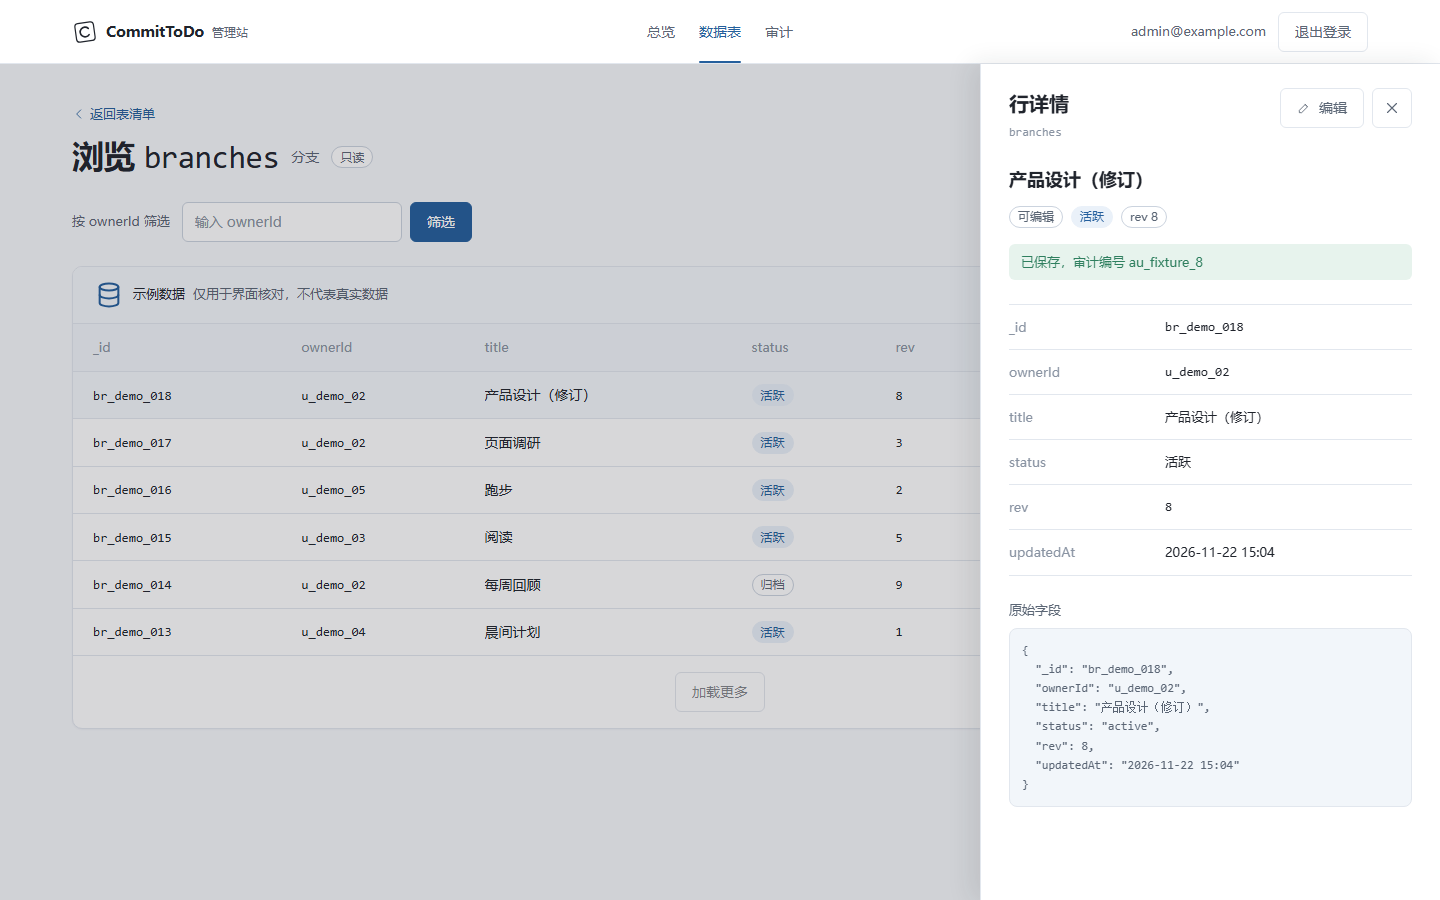 CommitToDo 管理站
总览 数据表 审计
admin@example.com 退出登录
返回表清单
浏览 branches 分支 只读
按 ownerId 筛选 输入 ownerId 筛选
示例数据 仅用于界面核对，不代表真实数据
_id ownerId title status rev
br_demo_018 u_demo_02 产品设计（修订） 活跃 8
br_demo_017 u_demo_02 页面调研 活跃 3
br_demo_016 u_demo_05 跑步 活跃 2
br_demo_015 u_demo_03 阅读 活跃 5
br_demo_014 u_demo_02 每周回顾 归档 9
br_demo_013 u_demo_04 晨间计划 活跃 1
加载更多
行详情 编辑
branches
产品设计（修订）
可编辑 活跃 rev 8
已保存，审计编号 au_fixture_8
_id br_demo_018
ownerId u_demo_02
title 产品设计（修订）
status 活跃
rev 8
updatedAt 2026-11-22 15:04
原始字段
{
"_id": "br_demo_018",
"ownerId": "u_demo_02",
"title": "产品设计（修订）",
"status": "active",
"rev": 8,
"updatedAt": "2026-11-22 15:04"
}